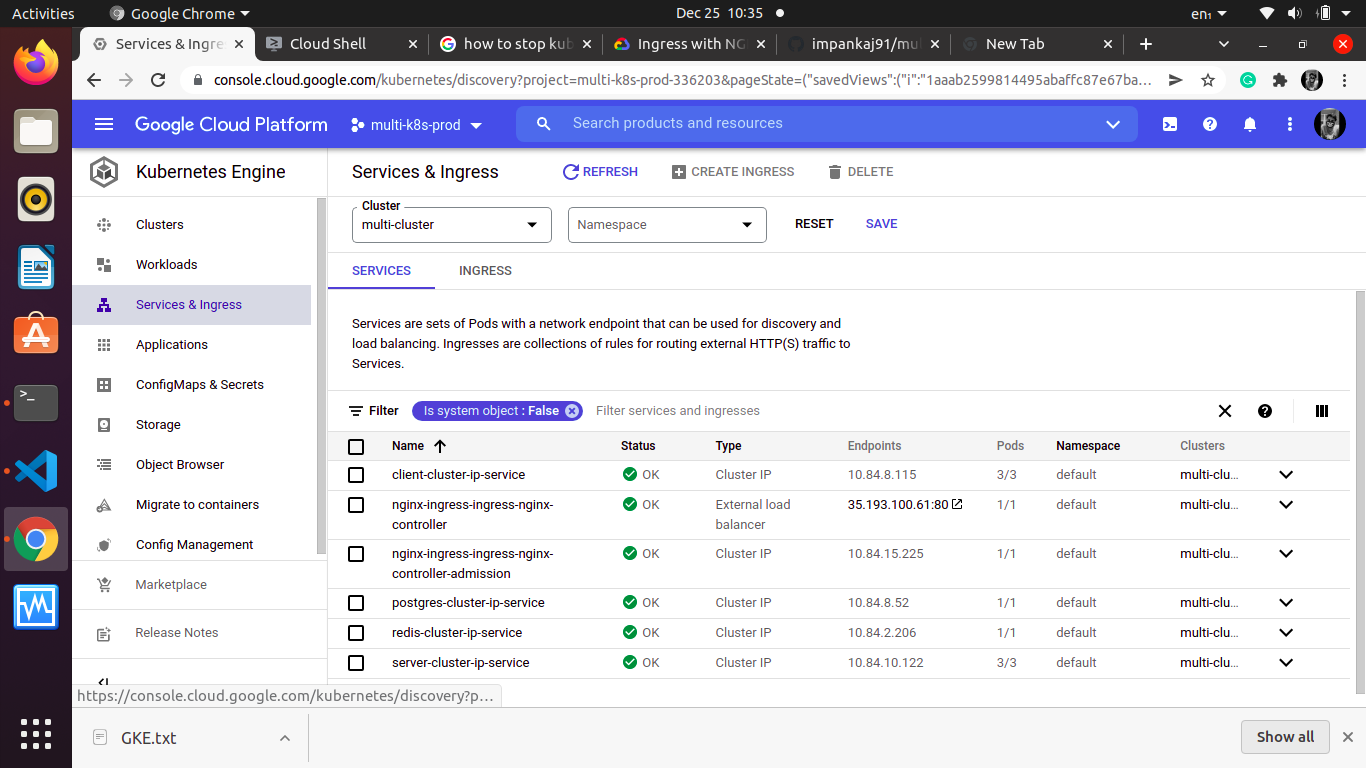 Activities
Google Chrome
Dec 25 10:35
en₁
Services & Ingre
Cloud Shell
how to stop kub
Ingress with NG
impankaj91/mul
New Tab
console.cloud.google.com/kubernetes/discovery?project=multi-k8s-prod-336203&pageState=("savedViews":("i":"1aaab2599814495abaffc87e67ba…
Google Cloud Platform
multi-k8s-prod
Search products and resources
Kubernetes Engine
Services & Ingress
REFRESH
CREATE INGRESS
DELETE
Clusters
Workloads
Services & Ingress
Applications
ConfigMaps & Secrets
Storage
Object Browser
Migrate to containers
Config Management
Marketplace
Release Notes
Cluster
multi-cluster
Namespace
RESET
SAVE
SERVICES
INGRESS
Services are sets of Pods with a network endpoint that can be used for discovery and
load balancing. Ingresses are collections of rules for routing external HTTP(S) traffic to
Services.
Filter
Is system object : False
Filter services and ingresses
Name Status Type Endpoints Pods Namespace Clusters
client-cluster-ip-service OK Cluster IP 10.84.8.115 3/3 default multi-clu…
nginx-ingress-ingress-nginx- OK External load 35.193.100.61:80 1/1 default multi-clu…
controller balancer
nginx-ingress-ingress-nginx- OK Cluster IP 10.84.15.225 1/1 default multi-clu…
controller-admission
postgres-cluster-ip-service OK Cluster IP 10.84.8.52 1/1 default multi-clu…
redis-cluster-ip-service OK Cluster IP 10.84.2.206 1/1 default multi-clu…
server-cluster-ip-service OK Cluster IP 10.84.10.122 3/3 default multi-clu…
https://console.cloud.google.com/kubernetes/discovery?p…
GKE.txt
Show all